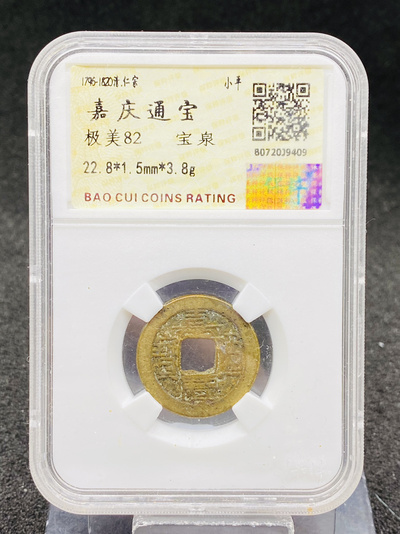 1796-1820清.仁宗 小平
嘉庆通宝
极美82 宝泉
22.8*1.5mm*3.8g
B0720J9409
BAO CUI COINS RATING